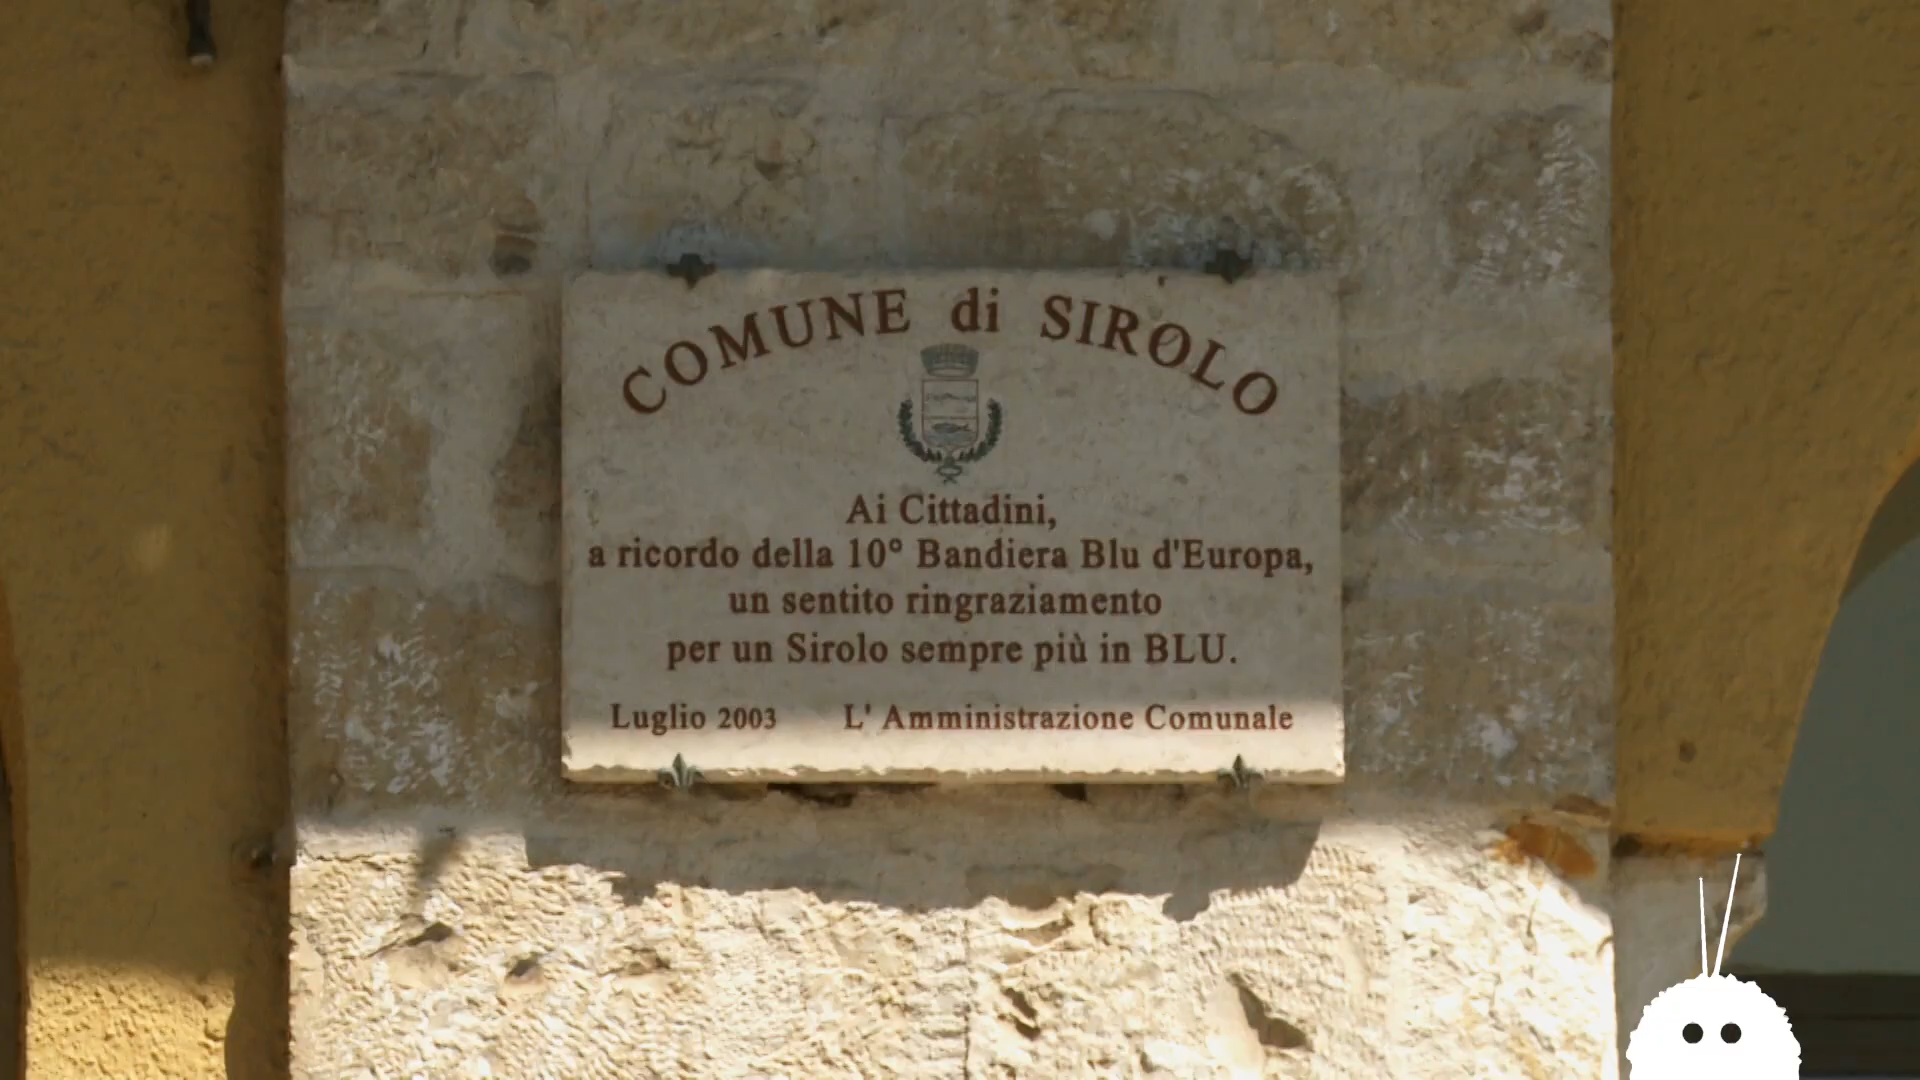 COMUNE di SIROLO
Ai Cittadini,
a ricordo della 10° Bandiera Blu d'Europa,
un sentito ringraziamento
per un Sirolo sempre più in BLU.
Luglio 2003 L' Amministrazione Comunale